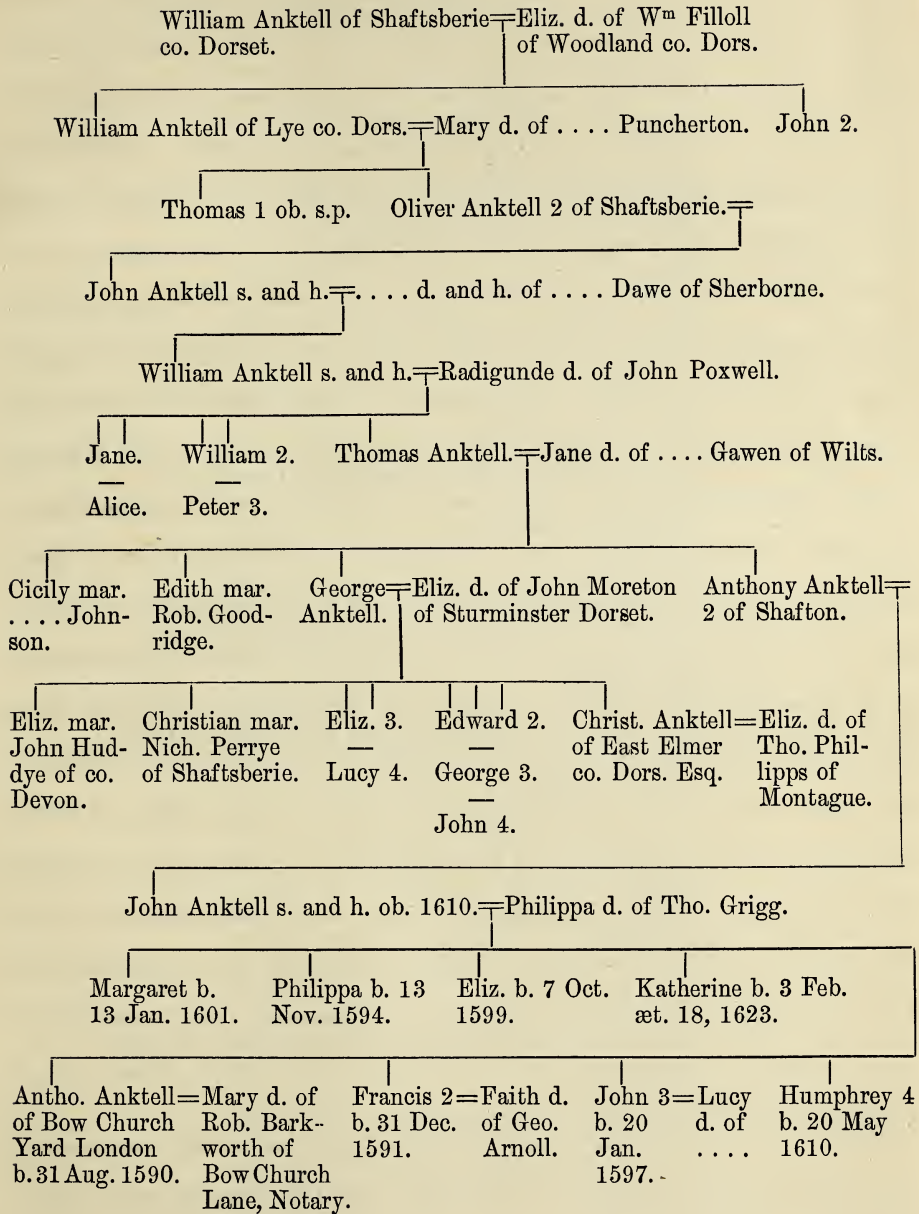 William Anktell of Shaftsberie=Eliz. d. of Wᵐ Filloll
co. Dorset. of Woodland co. Dors.
William Anktell of Lye co. Dors.=Mary d. of . . . . Puncherton. John 2.
Thomas 1 ob. s.p. Oliver Anktell 2 of Shaftsberie.=
John Anktell s. and h.=. . . . d. and h. of . . . . Dawe of Sherborne.
William Anktell s. and h.=Radigunde d. of John Poxwell.
Jane. William 2. Thomas Anktell.=Jane d. of . . . . Gawen of Wilts.
— —
Alice. Peter 3.
Cicily mar. Edith mar. George=Eliz. d. of John Moreton Anthony Anktell=
. . . . John- Rob. Good- Anktell. of Sturminster Dorset. 2 of Shafton.
son. ridge.
Eliz. mar. Christian mar. Eliz. 3. Edward 2. Christ. Anktell=Eliz. d. of
John Hud- Nich. Perrye — — of East Elmer Tho. Phil-
dye of co. of Shaftsberie. Lucy 4. George 3. co. Dors. Esq. lipps of
Devon. — Montague.
John 4.
John Anktell s. and h. ob. 1610.=Philippa d. of Tho. Grigg.
Margaret b. Philippa b. 13 Eliz. b. 7 Oct. Katherine b. 3 Feb.
13 Jan. 1601. Nov. 1594. 1599. æt. 18, 1623.
Antho. Anktell=Mary d. of Francis 2=Faith d. John 3=Lucy Humphrey 4
of Bow Church Rob. Bark- b. 31 Dec. of Geo. b. 20 d. of b. 20 May
Yard London worth of 1591. Arnoll. Jan. . . . . 1610.
b. 31 Aug. 1590. Bow Church 1597.
Lane, Notary.